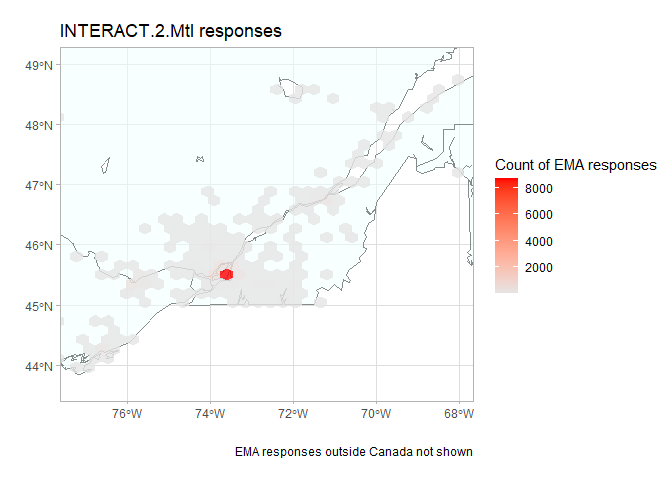 INTERACT.2.Mtl responses
49°N
48°N
47°N
46°N
45°N
44°N
76°W
74°W
72°W
70°W
68°W
Count of EMA responses
8000
6000
4000
2000
EMA responses outside Canada not shown